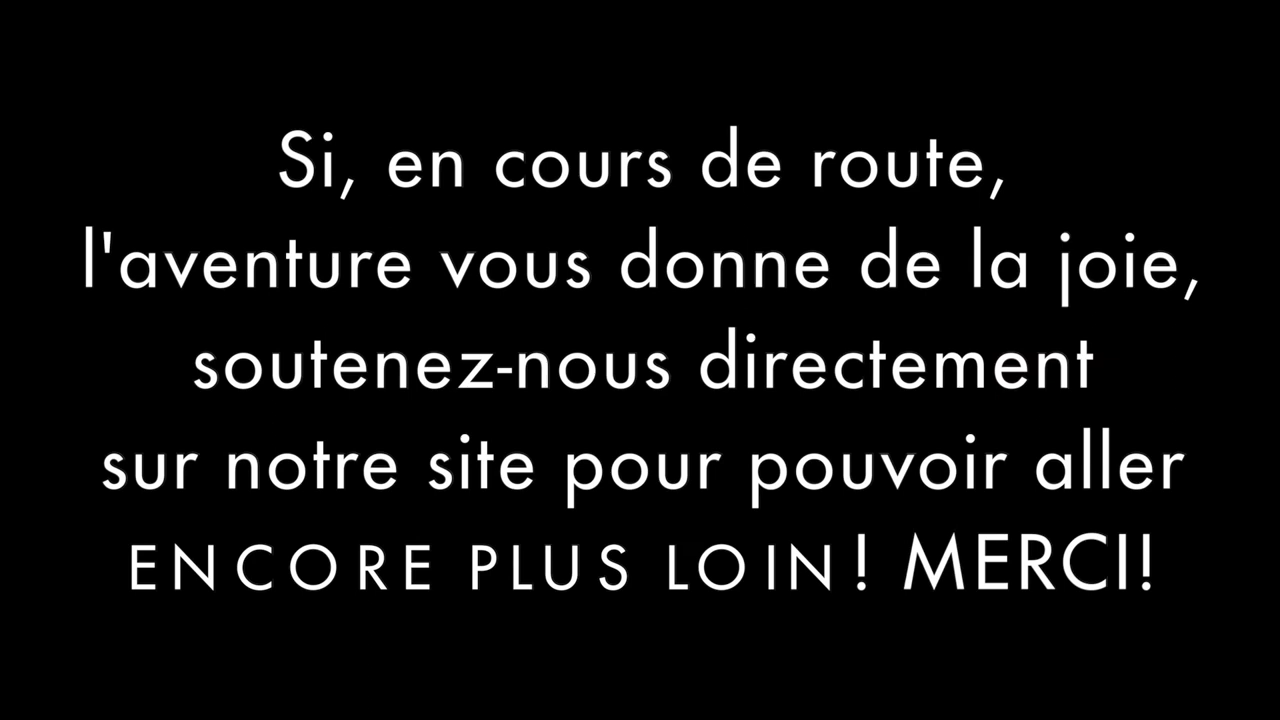 Si, en cours de route,
l'aventure vous donne de la joie,
soutenez-nous directement
sur notre site pour pouvoir aller
ENCORE PLUS LOIN! MERCI!